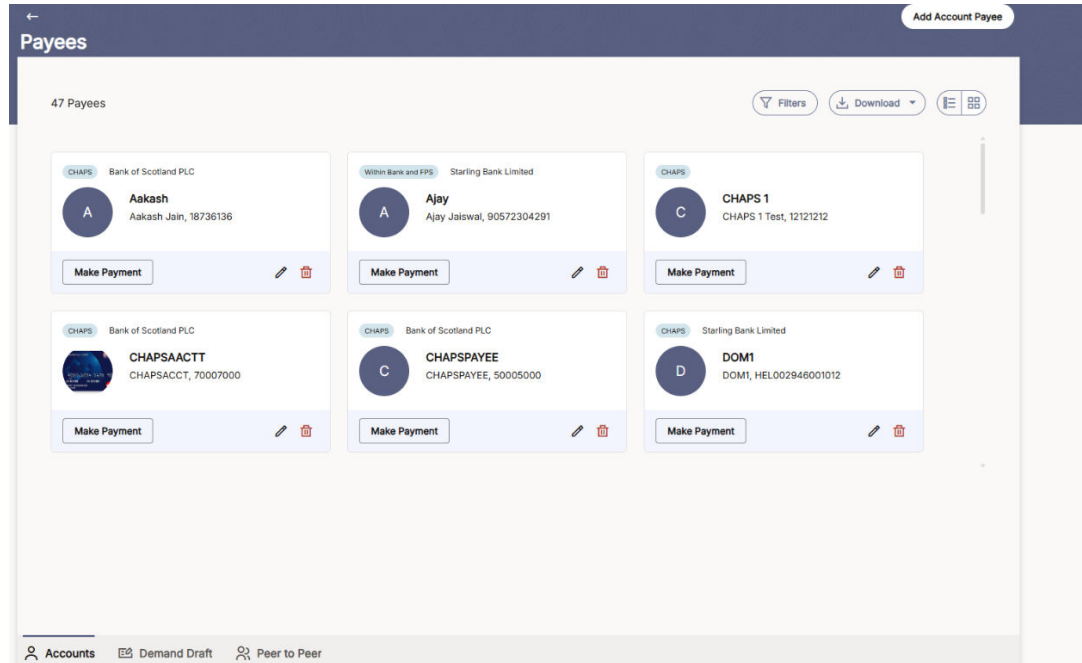 Add Account Payee
Payees
47 Payees
Filters
Download
CHAPS Bank of Scotland PLC
A
Aakash
Aakash Jain, 18736136
Make Payment
Within Bank and FPS Starling Bank Limited
A
Ajay
Ajay Jaiswal, 90572304291
Make Payment
CHAPS
C
CHAPS 1
CHAPS 1 Test, 12121212
Make Payment
CHAPS Bank of Scotland PLC
CHAPSAACTT
CHAPSACCT, 70007000
Make Payment
CHAPS Bank of Scotland PLC
C
CHAPSPAYEE
CHAPSPAYEE, 50005000
Make Payment
CHAPS Starling Bank Limited
D
DOM1
DOM1, HEL002946001012
Make Payment
Accounts Demand Draft Peer to Peer